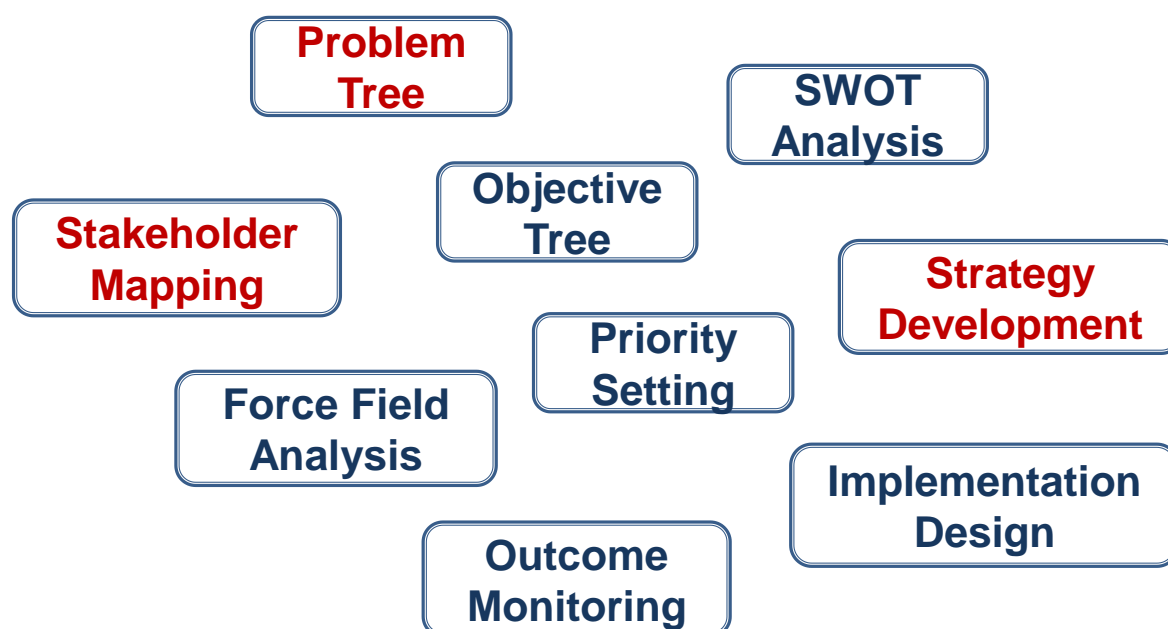 Problem
Tree
SWOT
Analysis
Objective
Tree
Stakeholder
Mapping
Strategy
Development
Priority
Setting
Force Field
Analysis
Implementation
Design
Outcome
Monitoring